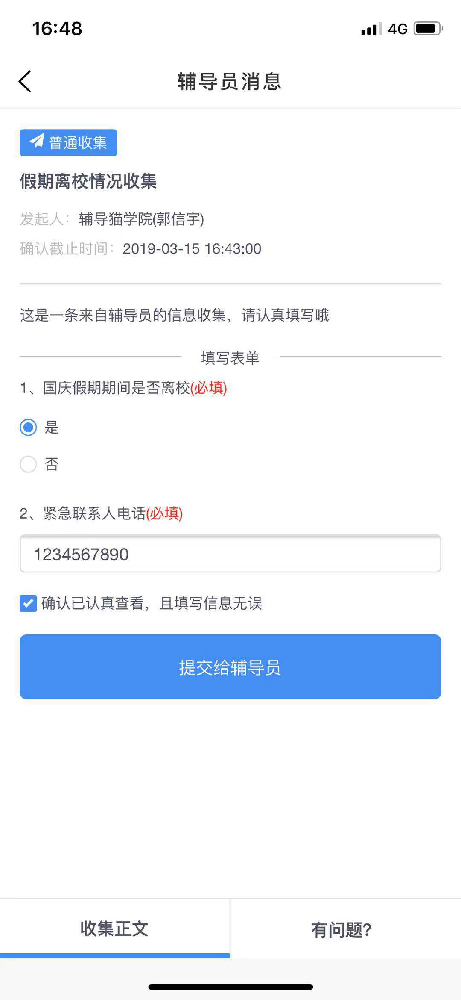 16:48
4G
辅导员消息
普通收集
假期离校情况收集
发起人：辅导猫学院(郭信宇)
确认截止时间：2019-03-15 16:43:00
这是一条来自辅导员的信息收集，请认真填写哦
填写表单
1、国庆假期期间是否离校(必填)
是
否
2、紧急联系人电话(必填)
1234567890
确认已认真查看，且填写信息无误
提交给辅导员
收集正文
有问题?